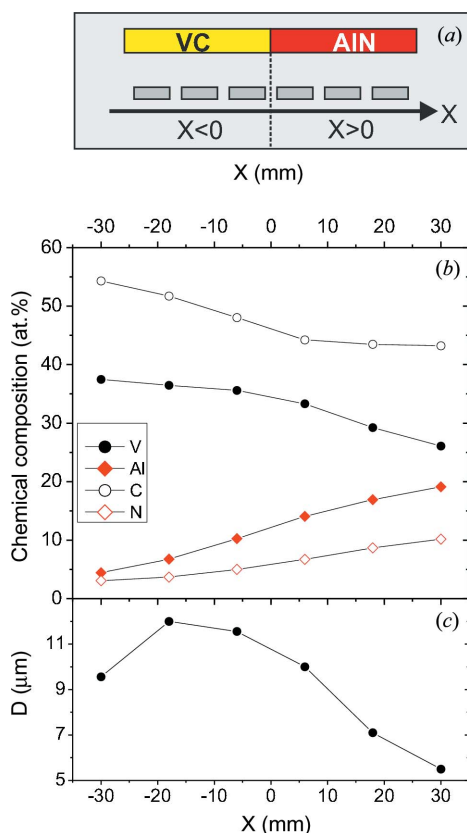 (a)
VC AlN
X
X<0 X>0
X (mm)
-30 -20 -10 0 10 20 30
(b)
60
50
40
30
20
10
0
Chemical composition (at.%)
V
Al
C
N
(c)
11
9
7
5
D (μm)
-30 -20 -10 0 10 20 30
X (mm)